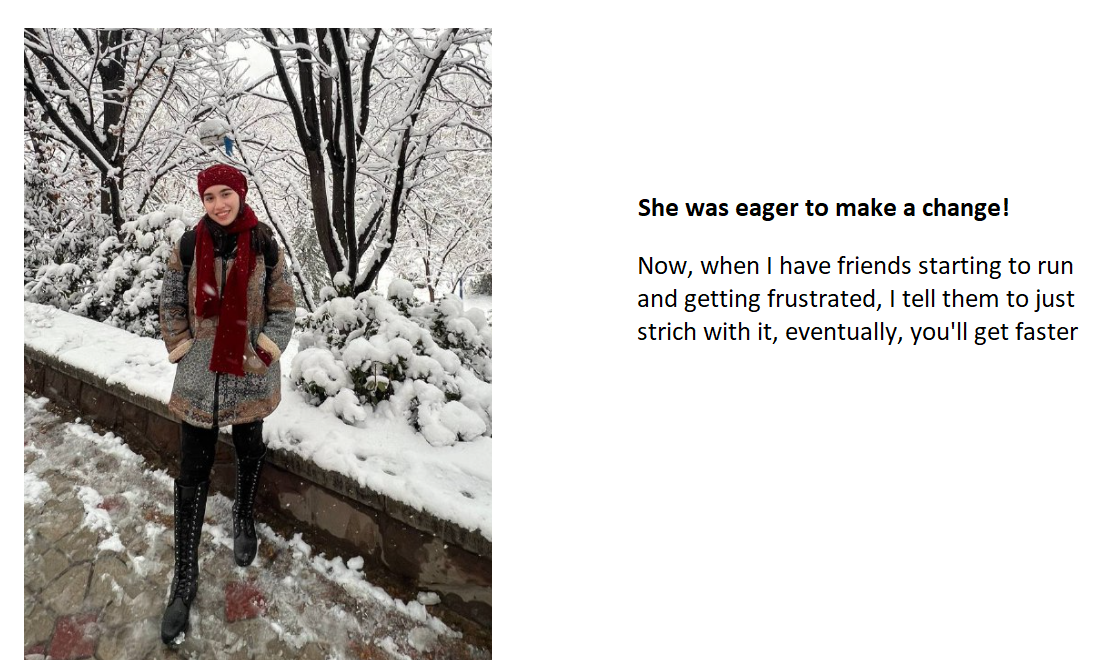 She was eager to make a change!
Now, when I have friends starting to run
and getting frustrated, I tell them to just
strich with it, eventually, you'll get faster